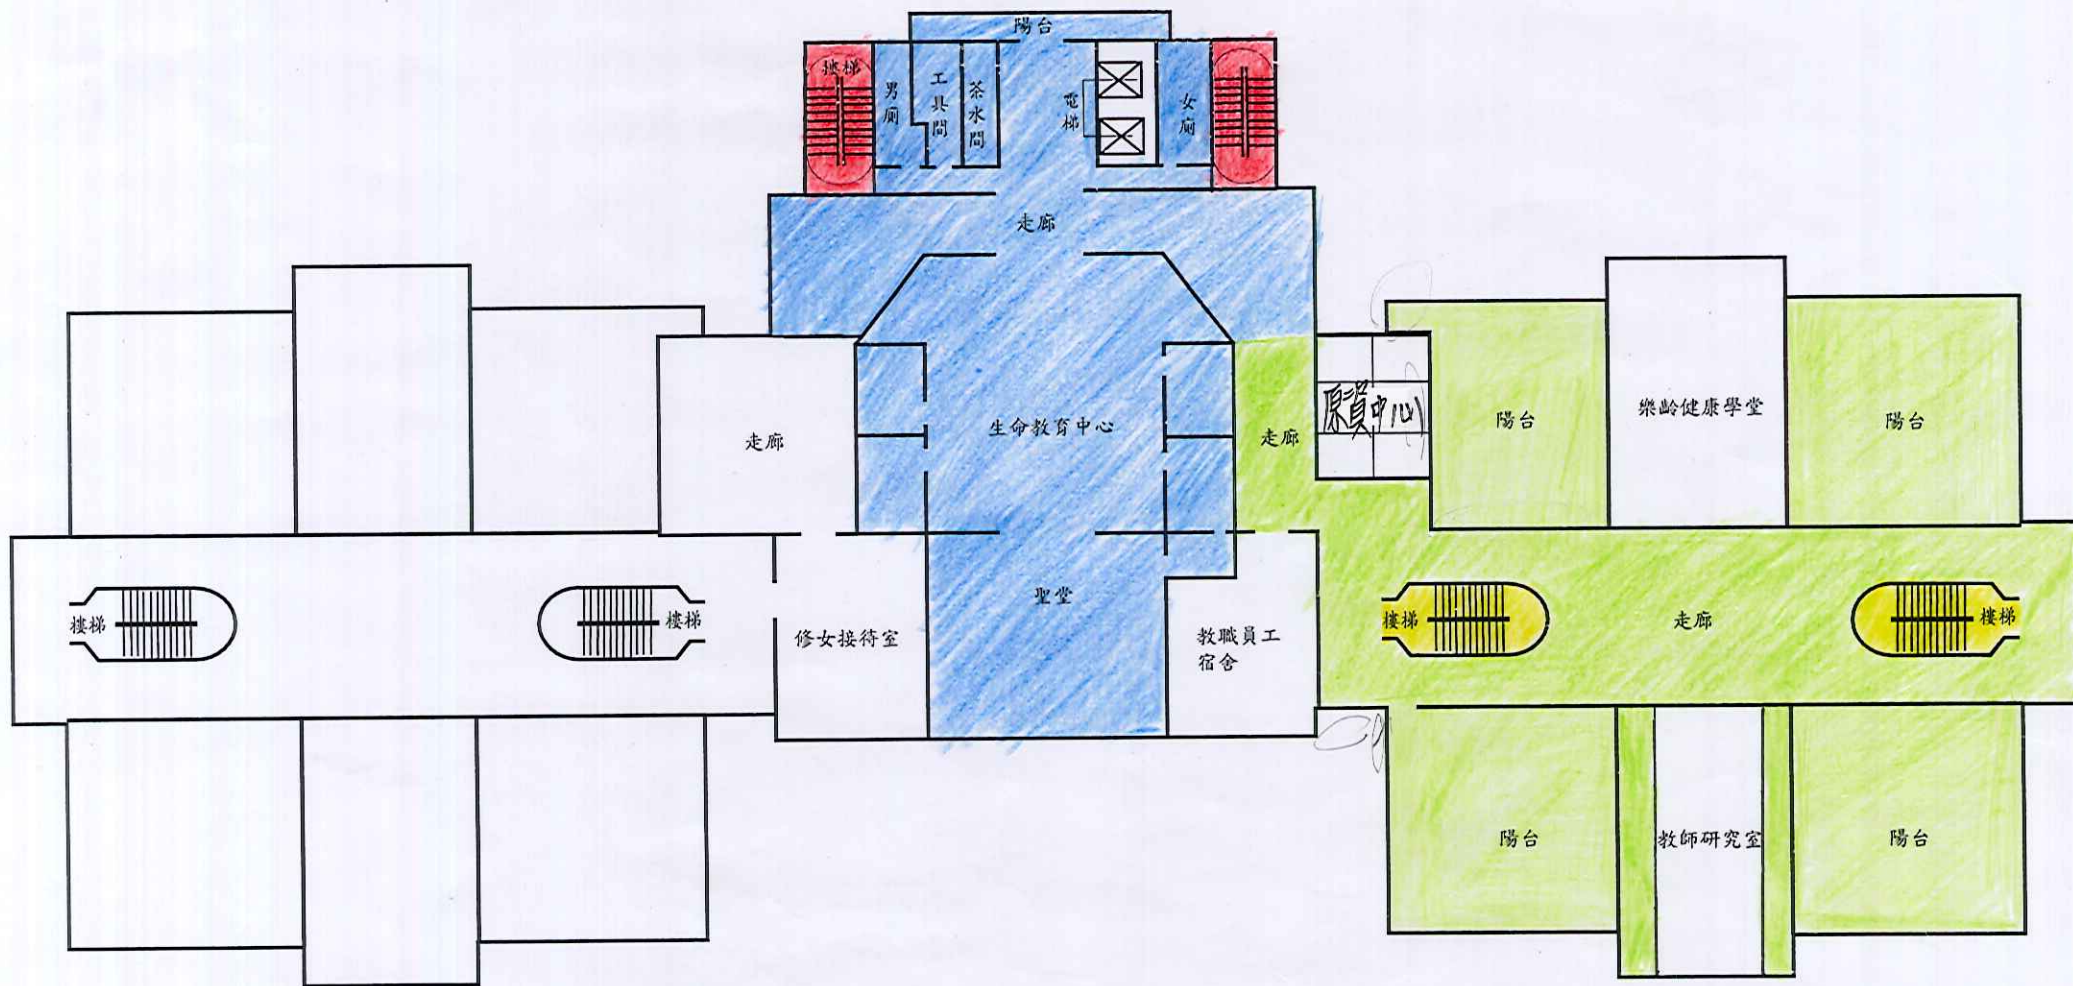 陽台
樓梯
男廁
工具間
茶水間
電梯
女廁
走廊
走廊
生命教育中心
走廊
原資中心
陽台
樂齡健康學堂
陽台
樓梯
樓梯
修女接待室
聖堂
教職員工
宿舍
樓梯
走廊
樓梯
陽台
教師研究室
陽台